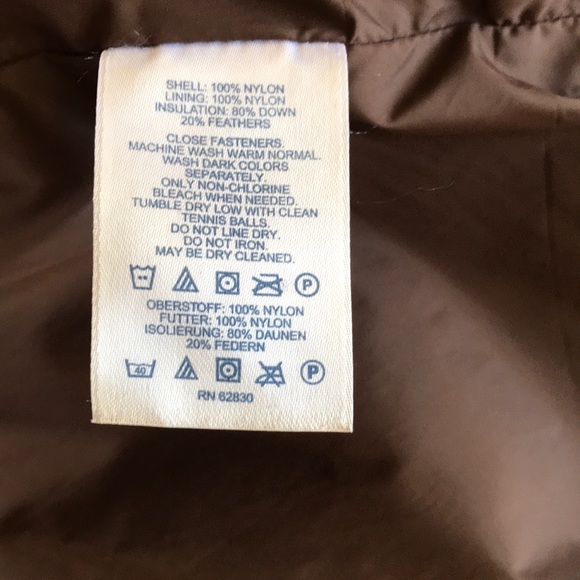 SHELL: 100% NYLON
LINING: 100% NYLON
INSULATION: 80% DOWN
20% FEATHERS
CLOSE FASTENERS.
MACHINE WASH WARM NORMAL.
WASH DARK COLORS
SEPARATELY.
ONLY NON-CHLORINE
BLEACH WHEN NEEDED.
TUMBLE DRY LOW WITH CLEAN
TENNIS BALLS.
DO NOT LINE DRY.
DO NOT IRON.
MAY BE DRY CLEANED.
P
OBERSTOFF: 100% NYLON
FUTTER: 100% NYLON
ISOLIERUNG: 80% DAUNEN
20% FEDERN
40 P
RN 62830